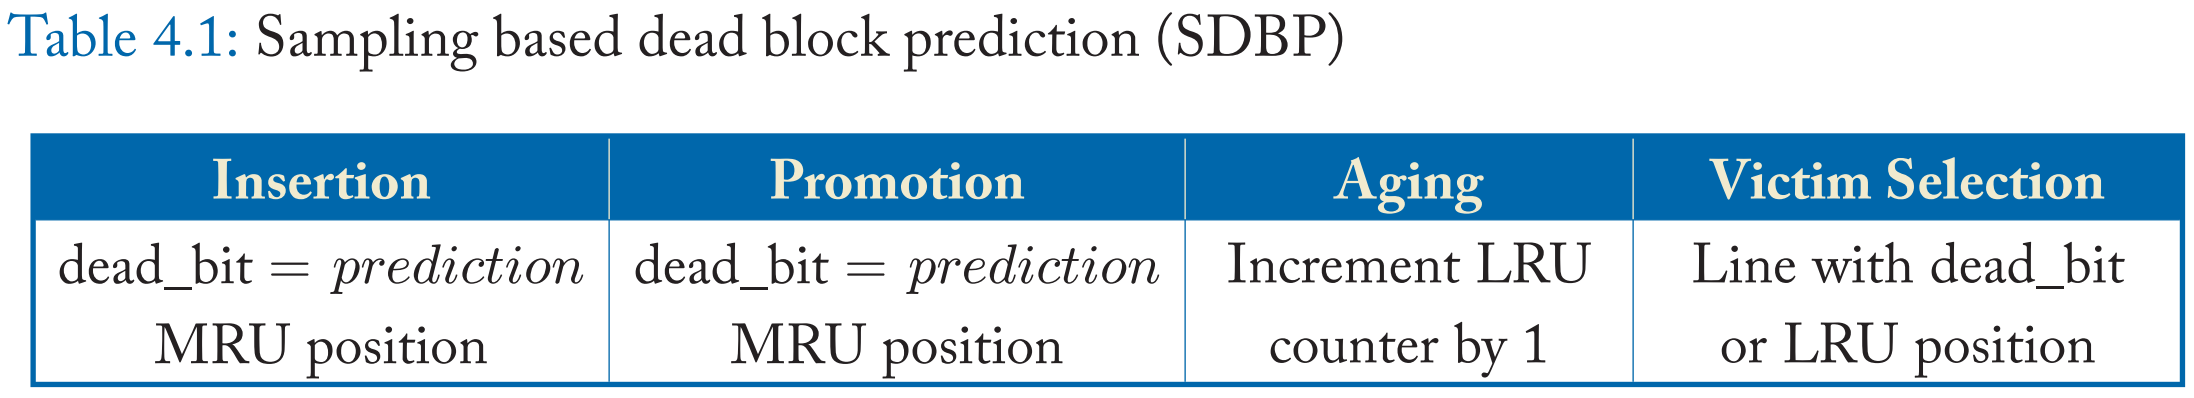 Table 4.1: Sampling based dead block prediction (SDBP)
Insertion Promotion Aging Victim Selection
dead_bit = prediction dead_bit = prediction Increment LRU Line with dead_bit
MRU position MRU position counter by 1 or LRU position